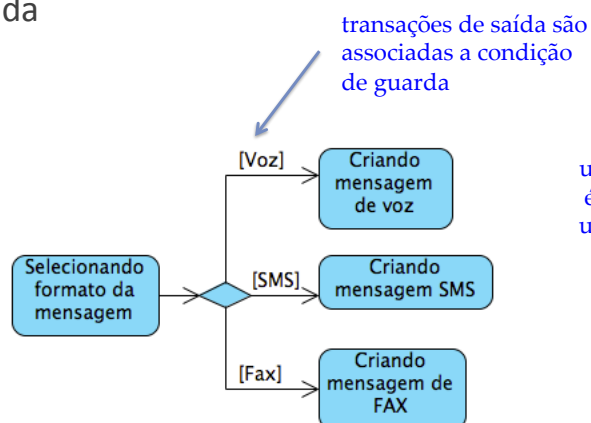 da
transações de saída são
associadas a condição
de guarda
[Voz]
Criando
mensagem
de voz
Selecionando
formato da
mensagem
[SMS]
Criando
mensagem SMS
[Fax]
Criando
mensagem de
FAX
u
é
u